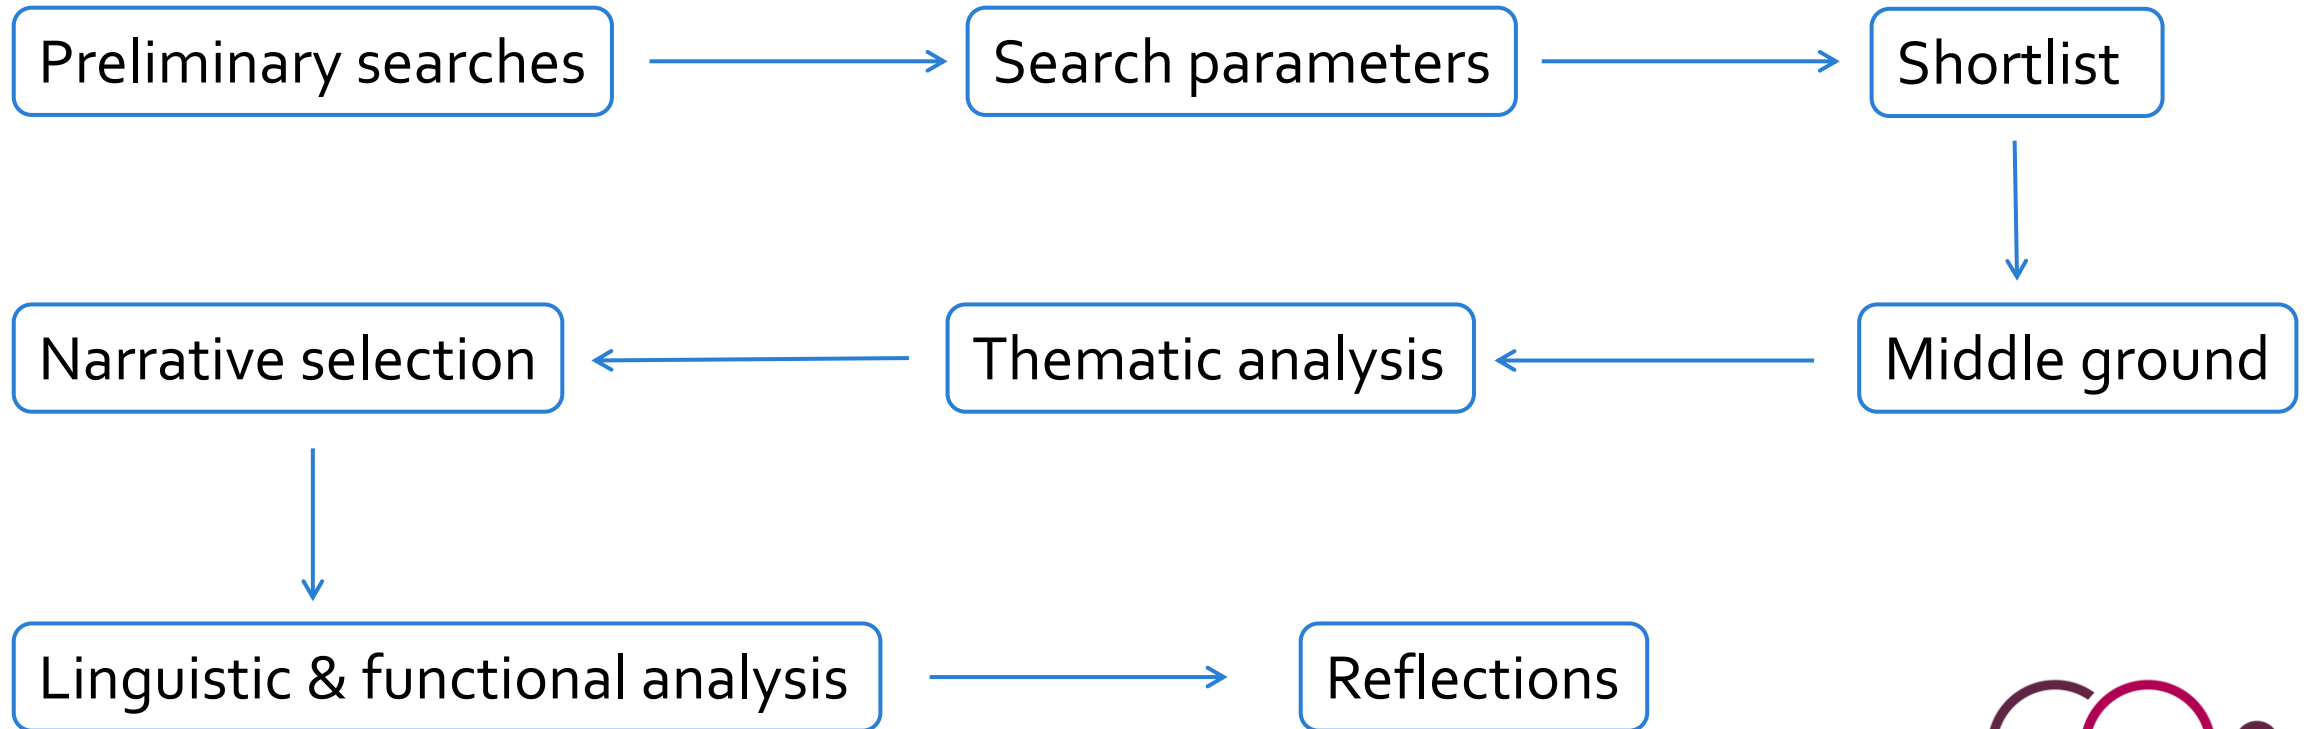 Preliminary searches
Search parameters
Shortlist
Middle ground
Thematic analysis
Narrative selection
Linguistic & functional analysis
Reflections